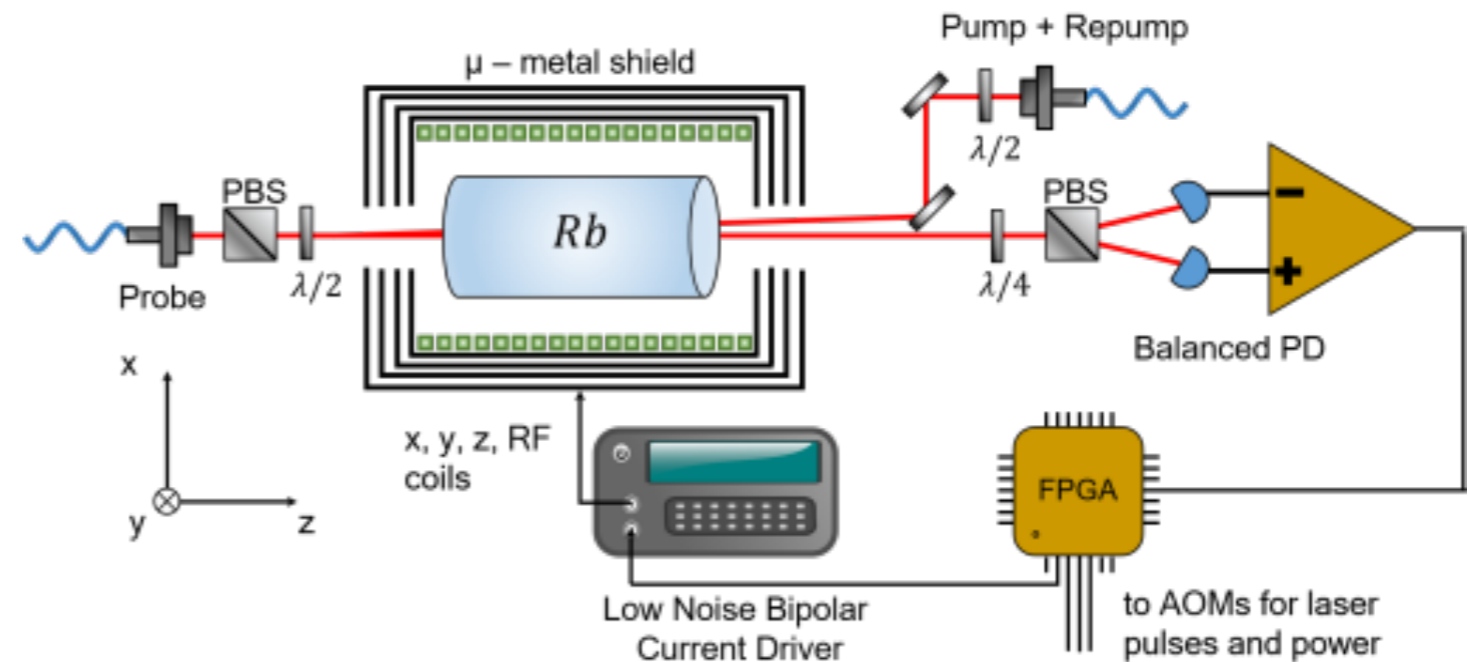 Pump + Repump
μ – metal shield
λ/2
PBS
PBS
Rb
λ/2
λ/4
Probe
Balanced PD
x
x, y, z, RF
coils
FPGA
y
z
Low Noise Bipolar
Current Driver
to AOMs for laser
pulses and power